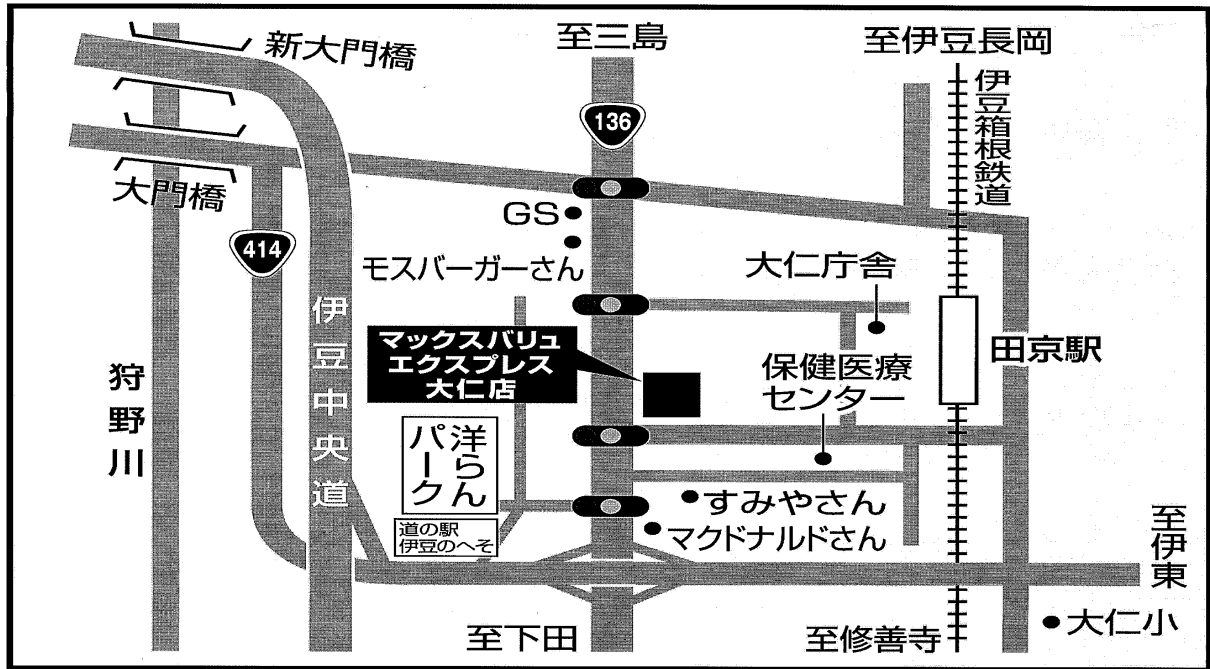 至三島
至伊豆長岡
新大門橋
伊豆箱根鉄道
136
大門橋
GS
414
モスバーガーさん
大仁庁舎
伊豆中央道
マックスバリュ
エクスプレス
大仁店
田京駅
保健医療
センター
狩野川
洋らん
パーク
すみやさん
道の駅
伊豆のへそ
マクドナルドさん
至伊東
至下田
至修善寺
大仁小